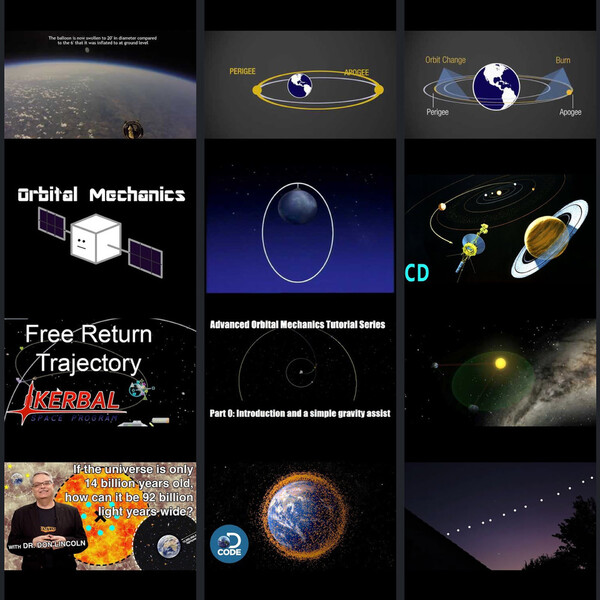 The balloon is now swollen to 20' in diameter compared
to the 6' that it was inflated to at ground level
PERIGEE
APOGEE
Orbit Change
Burn
Perigee
Apogee
Orbital Mechanics
CD
Free Return
Trajectory
KERBAL
SPACE PROGRAM
Advanced Orbital Mechanics Tutorial Series
Part 0: Introduction and a simple gravity assist
If the universe is only
14 billion years old,
how can it be 92 billion
light years wide?
WITH DR. DON LINCOLN
D
CODE